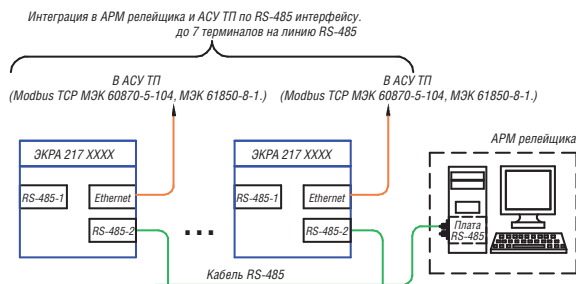 Интеграция в АРМ релейщика и АСУ ТП по RS-485 интерфейсу.
до 7 терминалов на линию RS-485
В АСУ ТП
(Modbus TCP МЭК 60870-5-104, МЭК 61850-8-1.)
В АСУ ТП
(Modbus TCP МЭК 60870-5-104, МЭК 61850-8-1.)
АРМ релейщика
ЭКРА 217 XXXX
RS-485-1
Ethernet
RS-485-2
...
ЭКРА 217 XXXX
RS-485-1
Ethernet
RS-485-2
Плата
RS-485
Кабель RS-485